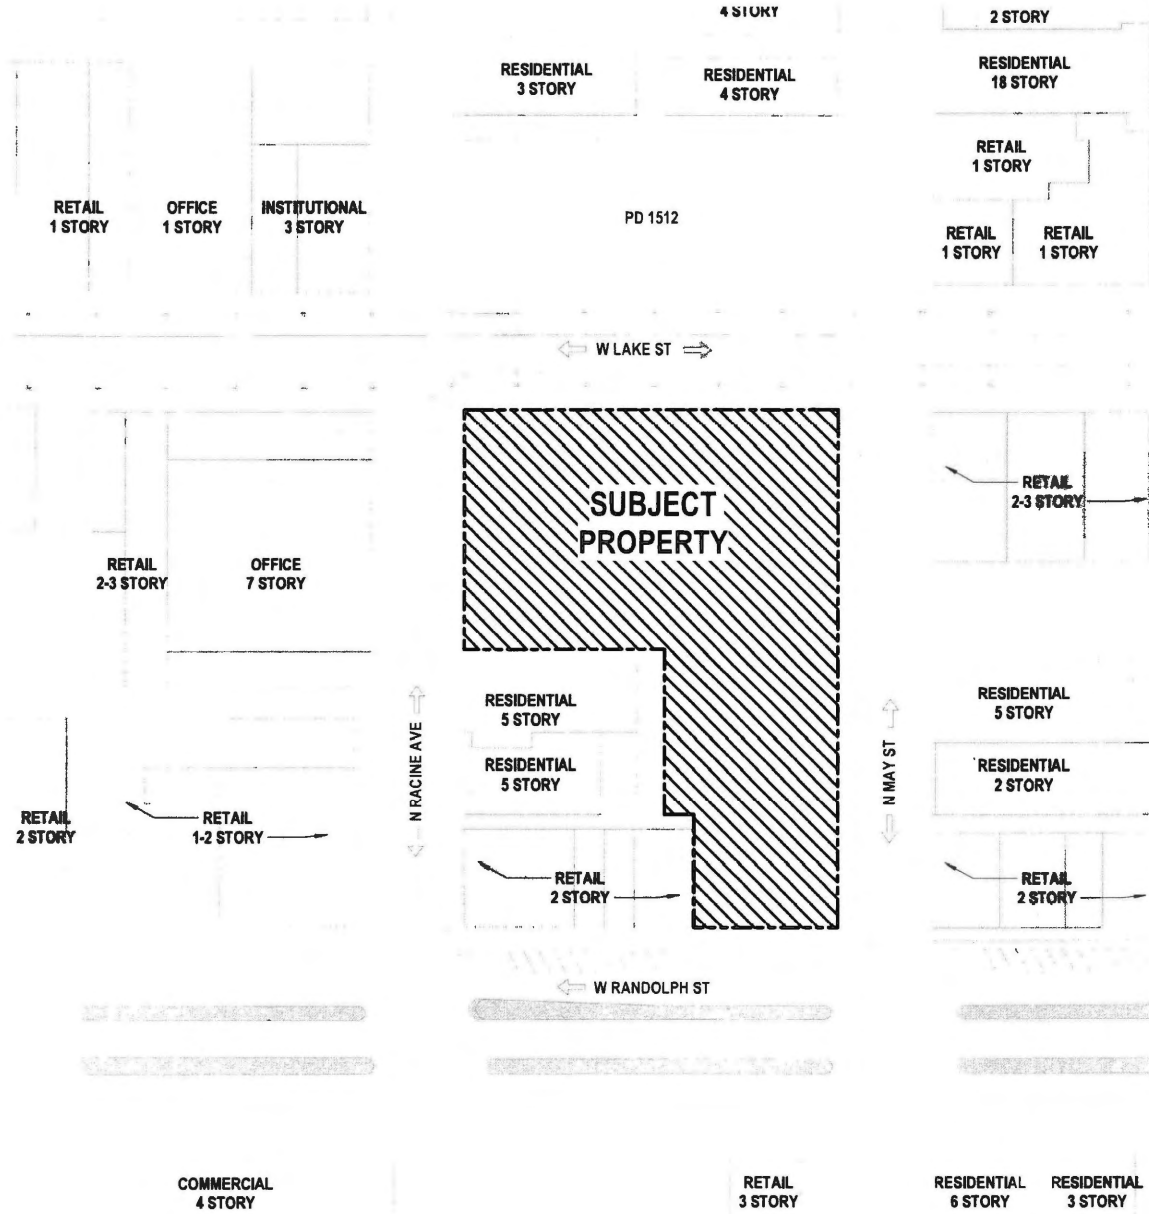 4 STORY
2 STORY
RESIDENTIAL
3 STORY
RESIDENTIAL
4 STORY
RESIDENTIAL
18 STORY
RETAIL
1 STORY
RETAIL
1 STORY
OFFICE
1 STORY
INSTITUTIONAL
3 STORY
PD 1512
RETAIL
1 STORY
RETAIL
1 STORY
W LAKE ST
SUBJECT
PROPERTY
RETAIL
2-3 STORY
RETAIL
2-3 STORY
OFFICE
7 STORY
N RACINE AVE
RESIDENTIAL
5 STORY
RESIDENTIAL
5 STORY
N MAY ST
RESIDENTIAL
5 STORY
RESIDENTIAL
2 STORY
RETAIL
2 STORY
RETAIL
1-2 STORY
RETAIL
2 STORY
RETAIL
2 STORY
W RANDOLPH ST
COMMERCIAL
4 STORY
RETAIL
3 STORY
RESIDENTIAL
6 STORY
RESIDENTIAL
3 STORY